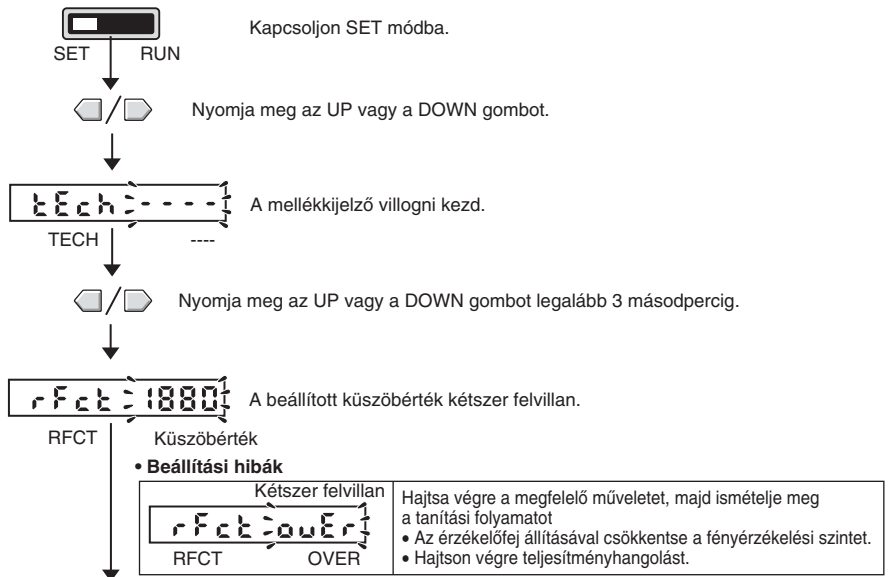 Kapcsoljon SET módba.
SET RUN
Nyomja meg az UP vagy a DOWN gombot.
tEch - - - -
A mellékkijelző villogni kezd.
TECH ----
Nyomja meg az UP vagy a DOWN gombot legalább 3 másodpercig.
rFct 1880
A beállított küszöbérték kétszer felvillan.
RFCT Küszöbérték
• Beállítási hibák
Kétszer felvillan
rFct ouEr
RFCT OVER
Hajtsa végre a megfelelő műveletet, majd ismételje meg
a tanítási folyamatot
• Az érzékelőfej állításával csökkentse a fényérzékelési szintet.
• Hajtson végre teljesítményhangolást.